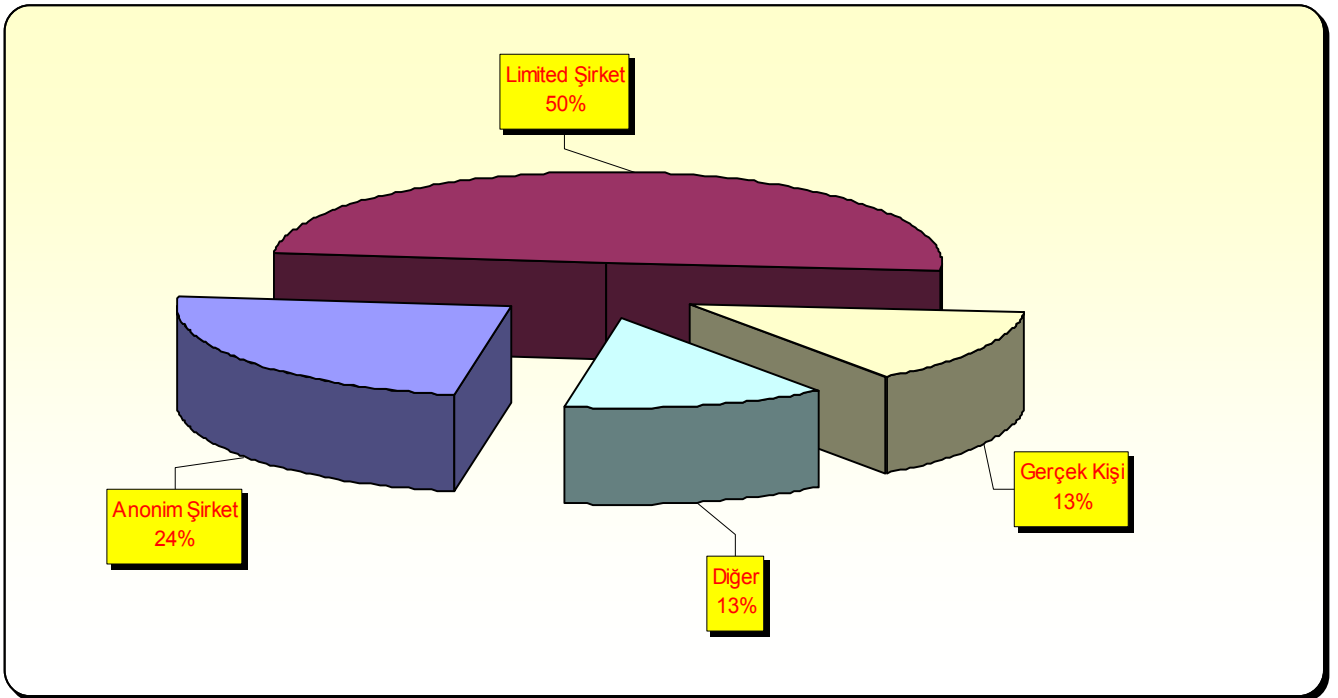 Limited Şirket
50%
Anonim Şirket
24%
Gerçek Kişi
13%
Diğer
13%